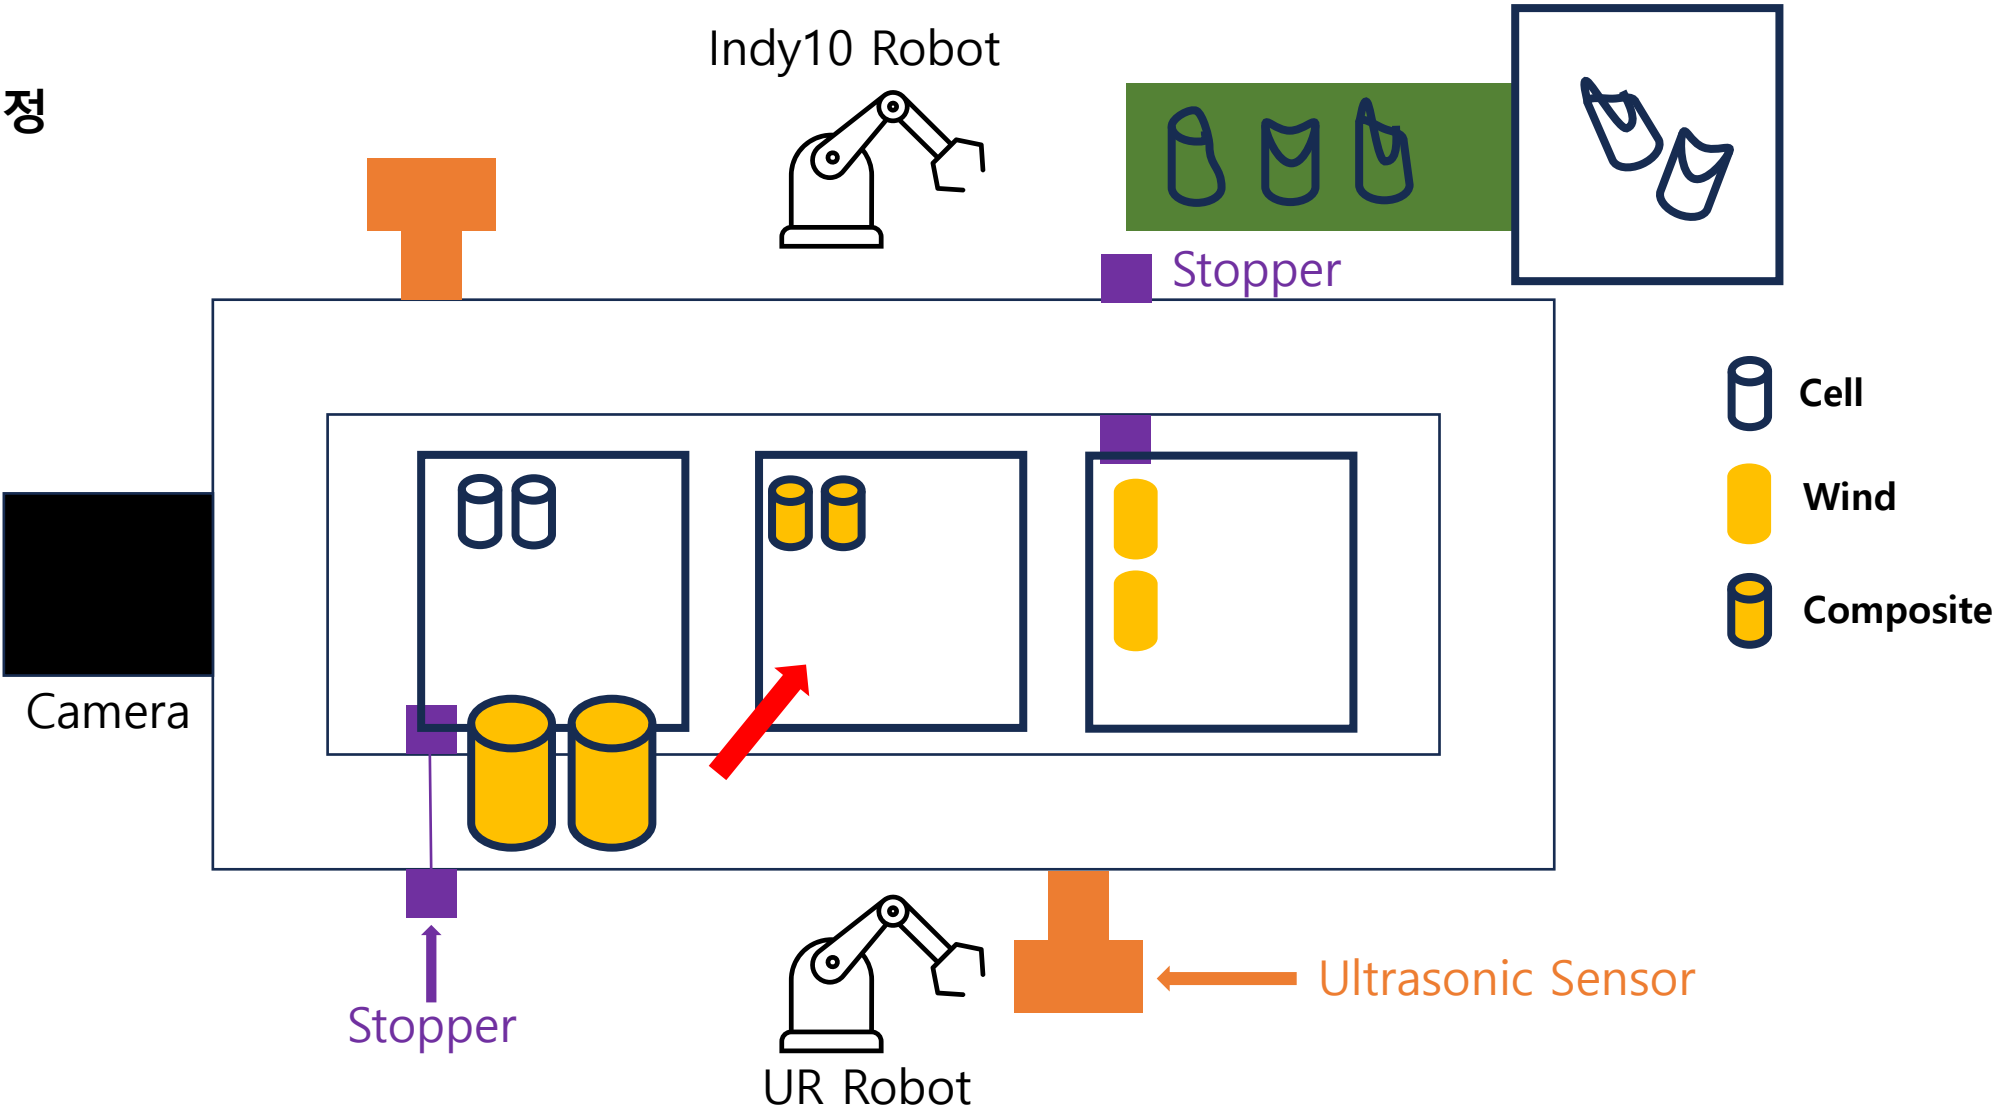 Indy10 Robot
정
Stopper
Cell
Wind
Composite
Camera
Ultrasonic Sensor
Stopper
UR Robot